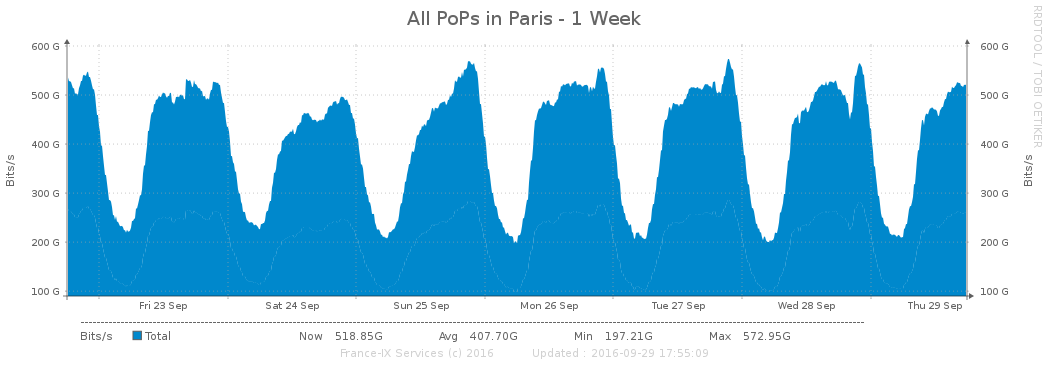 All PoPs in Paris - 1 Week
RRDTOOL / TOBI OETIKER
Bits/s
600 G
500 G
400 G
300 G
200 G
100 G
600 G
500 G
400 G
300 G
200 G
100 G
Bits/s
Fri 23 Sep Sat 24 Sep Sun 25 Sep Mon 26 Sep Tue 27 Sep Wed 28 Sep Thu 29 Sep
Bits/s Total Now 518.85G Avg 407.70G Min 197.21G Max 572.95G
France-IX Services (c) 2016 Updated : 2016-09-29 17:55:09